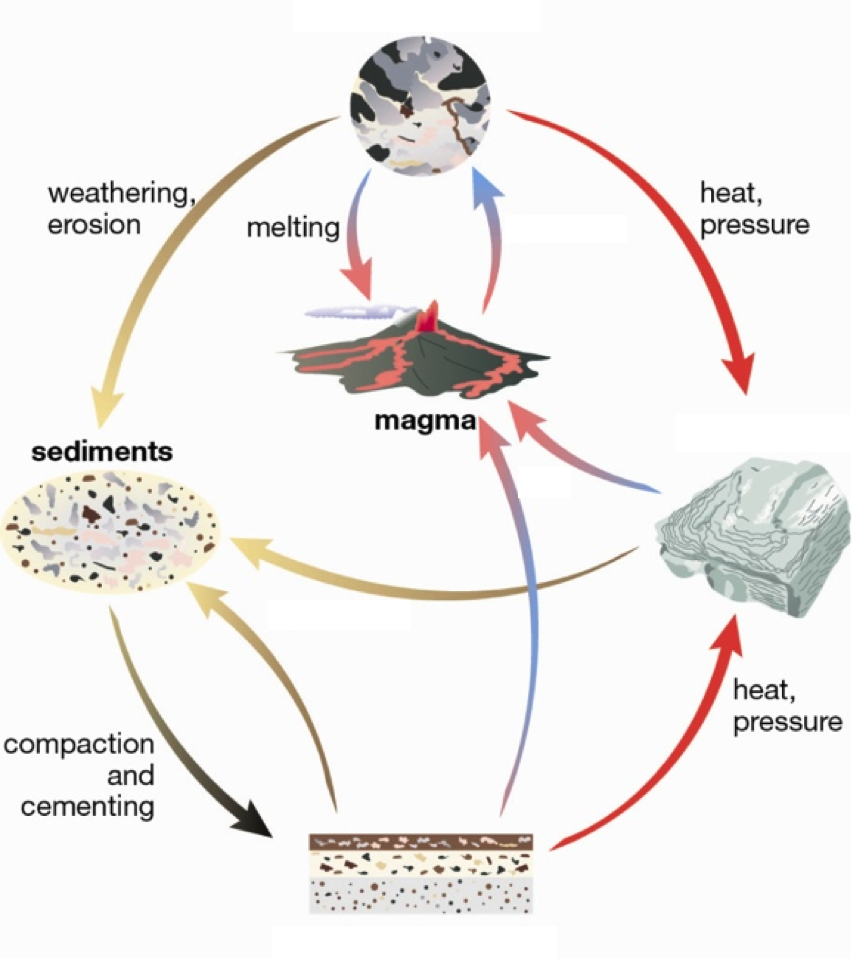 weathering,
erosion
melting
heat,
pressure
magma
sediments
heat,
pressure
compaction
and
cementing